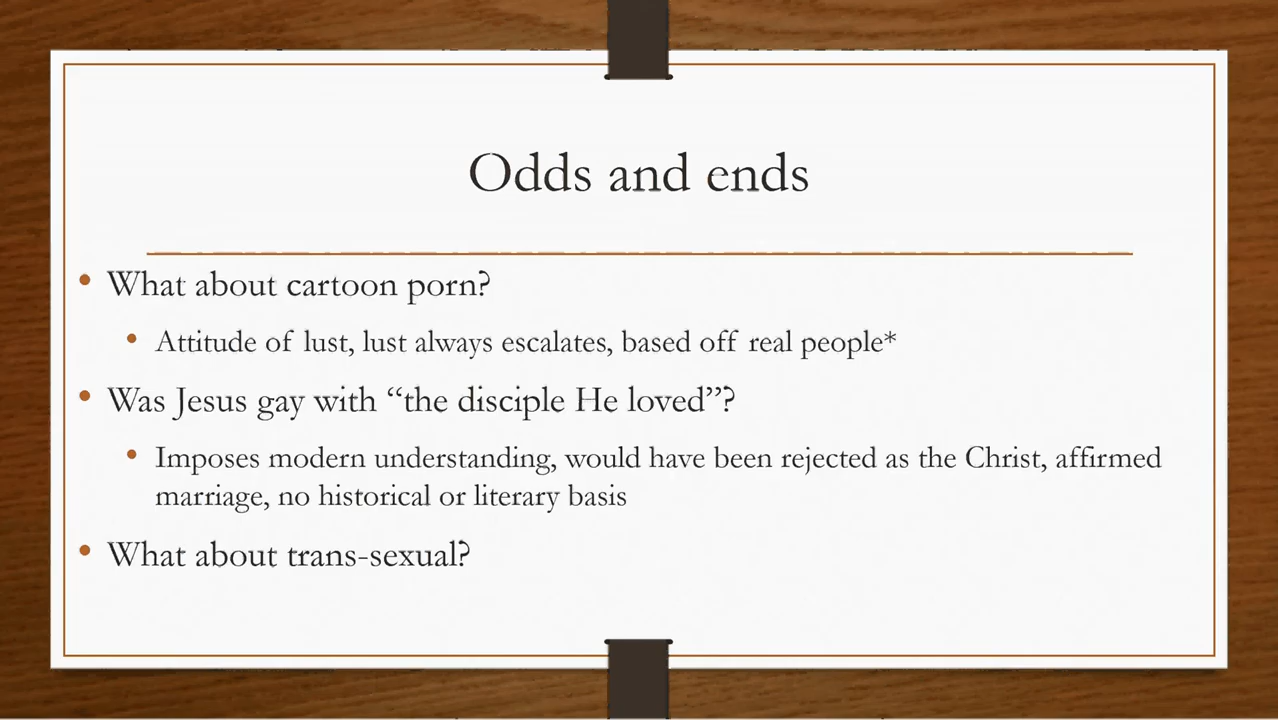 Odds and ends
• What about cartoon porn?
• Attitude of lust, lust always escalates, based off real people*
• Was Jesus gay with “the disciple He loved”?
• Imposes modern understanding, would have been rejected as the Christ, affirmed
marriage, no historical or literary basis
• What about trans-sexual?